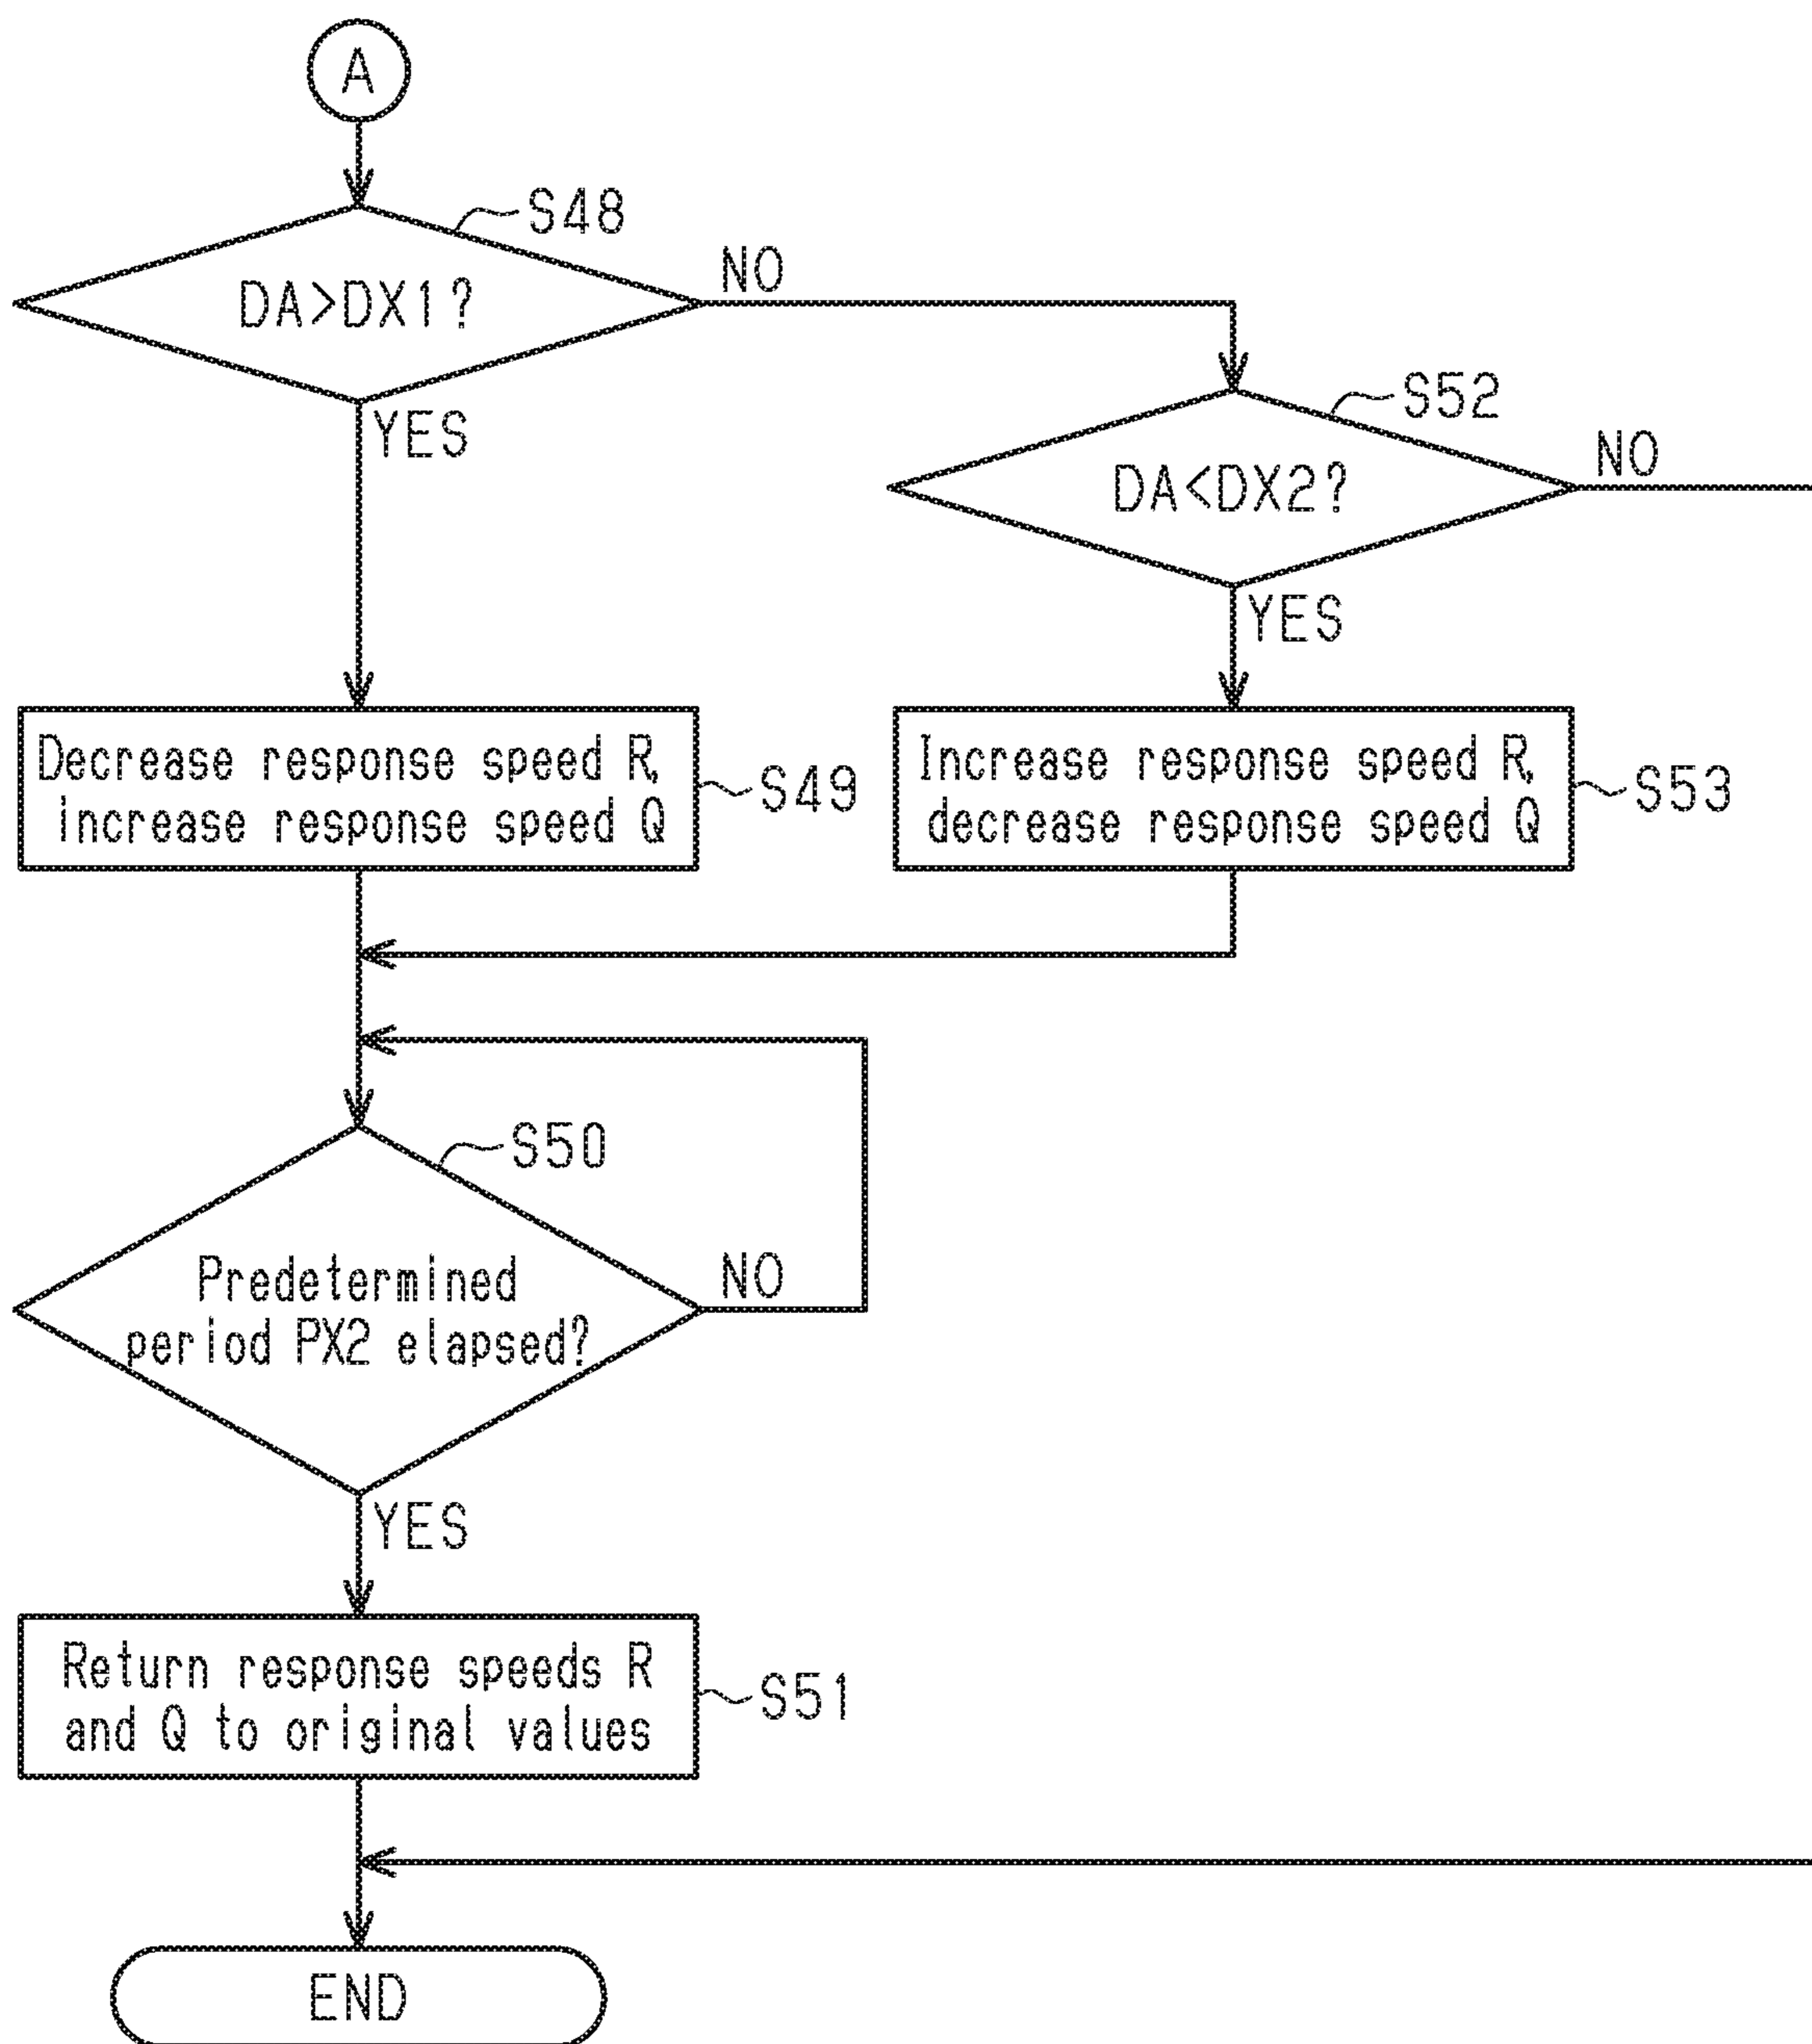 A
S48
DA>DX1?
NO
YES
S52
DA<DX2?
NO
YES
Decrease response speed R,
increase response speed Q
S49
Increase response speed R,
decrease response speed Q
S53
S50
Predetermined
period PX2 elapsed?
NO
YES
Return response speeds R
and Q to original values
S51
END